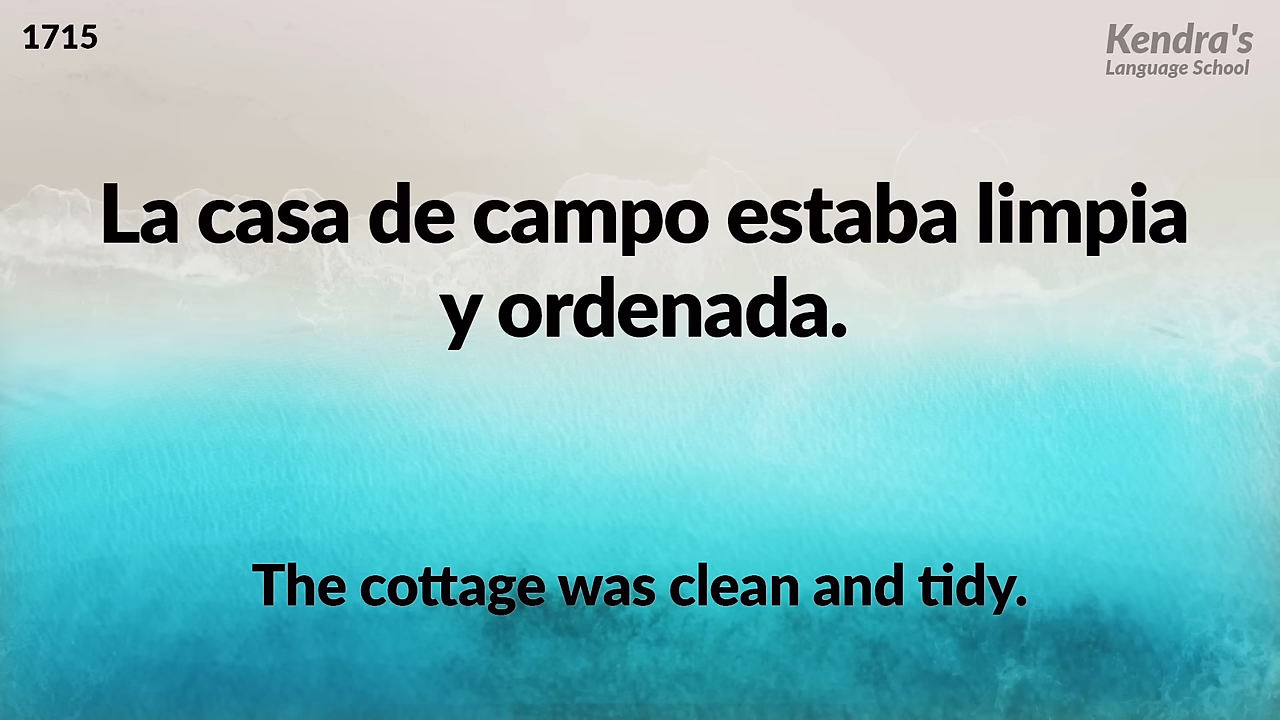 1715
Kendra's
Language School
La casa de campo estaba limpia
y ordenada.
The cottage was clean and tidy.